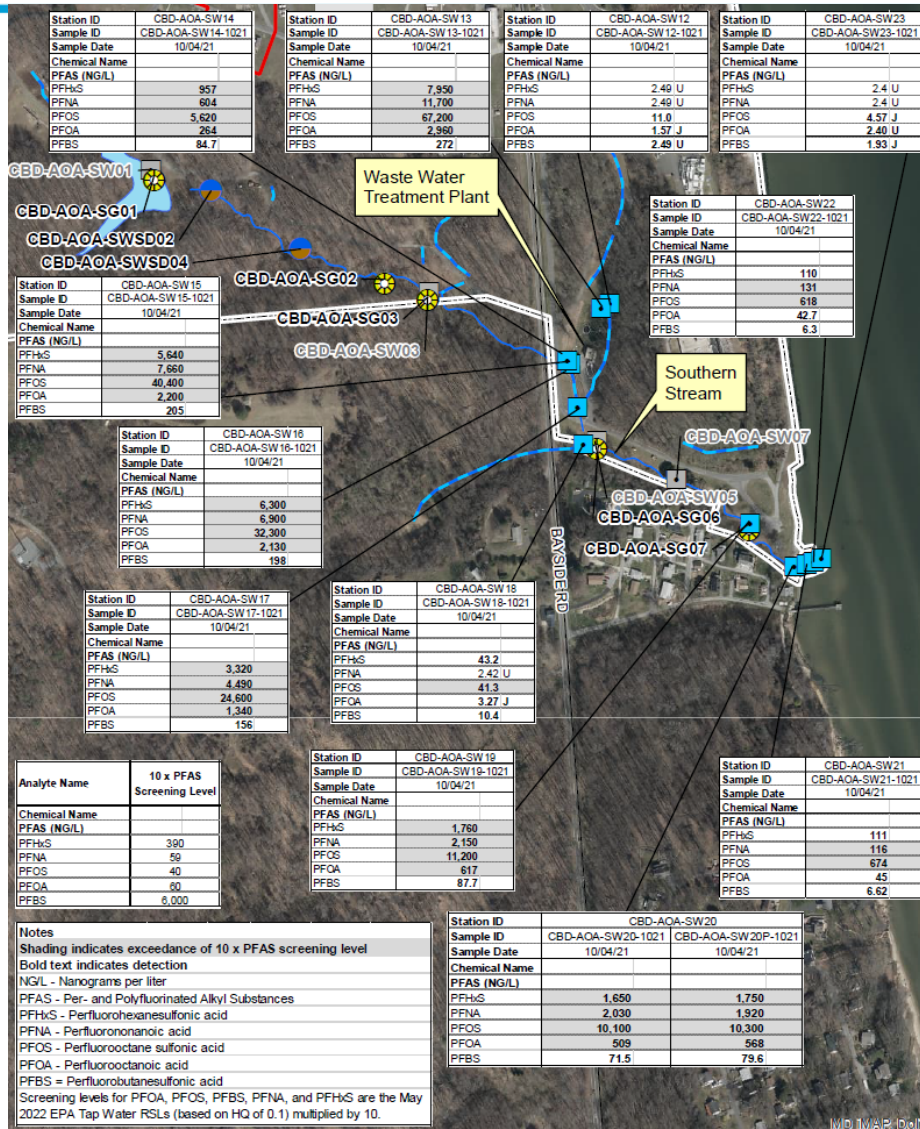 Station ID CBD-AOA-SW14
Sample ID CBD-AOA-SW14-1021
Sample Date 10/04/21
Chemical Name
PFAS (NG/L)
PFHxS 957
PFNA 604
PFOS 5,620
PFOA 264
PFBS 84.7
Station ID CBD-AOA-SW13
Sample ID CBD-AOA-SW13-1021
Sample Date 10/04/21
Chemical Name
PFAS (NG/L)
PFHxS 7,950
PFNA 11,700
PFOS 67,200
PFOA 2,960
PFBS 272
Station ID CBD-AOA-SW12
Sample ID CBD-AOA-SW12-1021
Sample Date 10/04/21
Chemical Name
PFAS (NG/L)
PFHxS 2.49 U
PFNA 2.49 U
PFOS 11.0
PFOA 1.57 J
PFBS 2.49 U
Station ID CBD-AOA-SW23
Sample ID CBD-AOA-SW23-1021
Sample Date 10/04/21
Chemical Name
PFAS (NG/L)
PFHxS 2.4 U
PFNA 2.4 U
PFOS 4.57 J
PFOA 2.40 U
PFBS 1.93 J
CBD-AOA-SW01
CBD-AOA-SG01
CBD-AOA-SWSD02
CBD-AOA-SWSD04
CBD-AOA-SG02
CBD-AOA-SG03
CBD-AOA-SW03
Waste Water
Treatment Plant
Station ID CBD-AOA-SW22
Sample ID CBD-AOA-SW22-1021
Sample Date 10/04/21
Chemical Name
PFAS (NG/L)
PFHxS 110
PFNA 131
PFOS 618
PFOA 42.7
PFBS 6.3
Station ID CBD-AOA-SW15
Sample ID CBD-AOA-SW15-1021
Sample Date 10/04/21
Chemical Name
PFAS (NG/L)
PFHxS 5,640
PFNA 7,660
PFOS 40,400
PFOA 2,200
PFBS 205
Southern
Stream
CBD-AOA-SW07
CBD-AOA-SW05
CBD-AOA-SG06
CBD-AOA-SG07
BAYSIDE RD
Station ID CBD-AOA-SW16
Sample ID CBD-AOA-SW16-1021
Sample Date 10/04/21
Chemical Name
PFAS (NG/L)
PFHxS 6,300
PFNA 6,900
PFOS 32,300
PFOA 2,130
PFBS 198
Station ID CBD-AOA-SW17
Sample ID CBD-AOA-SW17-1021
Sample Date 10/04/21
Chemical Name
PFAS (NG/L)
PFHxS 3,320
PFNA 4,490
PFOS 24,600
PFOA 1,340
PFBS 156
Station ID CBD-AOA-SW18
Sample ID CBD-AOA-SW18-1021
Sample Date 10/04/21
Chemical Name
PFAS (NG/L)
PFHxS 43.2
PFNA 2.42 U
PFOS 41.3
PFOA 3.27 J
PFBS 10.4
Analyte Name 10 x PFAS
Screening Level
Chemical Name
PFAS (NG/L)
PFHxS 390
PFNA 59
PFOS 40
PFOA 60
PFBS 6,000
Station ID CBD-AOA-SW19
Sample ID CBD-AOA-SW19-1021
Sample Date 10/04/21
Chemical Name
PFAS (NG/L)
PFHxS 1,760
PFNA 2,150
PFOS 11,200
PFOA 617
PFBS 87.7
Station ID CBD-AOA-SW21
Sample ID CBD-AOA-SW21-1021
Sample Date 10/04/21
Chemical Name
PFAS (NG/L)
PFHxS 111
PFNA 116
PFOS 674
PFOA 45
PFBS 6.62
Notes
Shading indicates exceedance of 10 x PFAS screening level
Bold text indicates detection
NG/L - Nanograms per liter
PFAS - Per- and Polyfluorinated Alkyl Substances
PFHxS - Perfluorohexanesulfonic acid
PFNA - Perfluorononanoic acid
PFOS - Perfluorooctane sulfonic acid
PFOA - Perfluorooctanoic acid
PFBS = Perfluorobutanesulfonic acid
Screening levels for PFOA, PFOS, PFBS, PFNA, and PFHxS are the May
2022 EPA Tap Water RSLs (based on HQ of 0.1) multiplied by 10.
Station ID CBD-AOA-SW20
Sample ID CBD-AOA-SW20-1021 CBD-AOA-SW20P-1021
Sample Date 10/04/21 10/04/21
Chemical Name
PFAS (NG/L)
PFHxS 1,650 1,750
PFNA 2,030 1,920
PFOS 10,100 10,300
PFOA 509 568
PFBS 71.5 79.6
MD iMAP, DoI